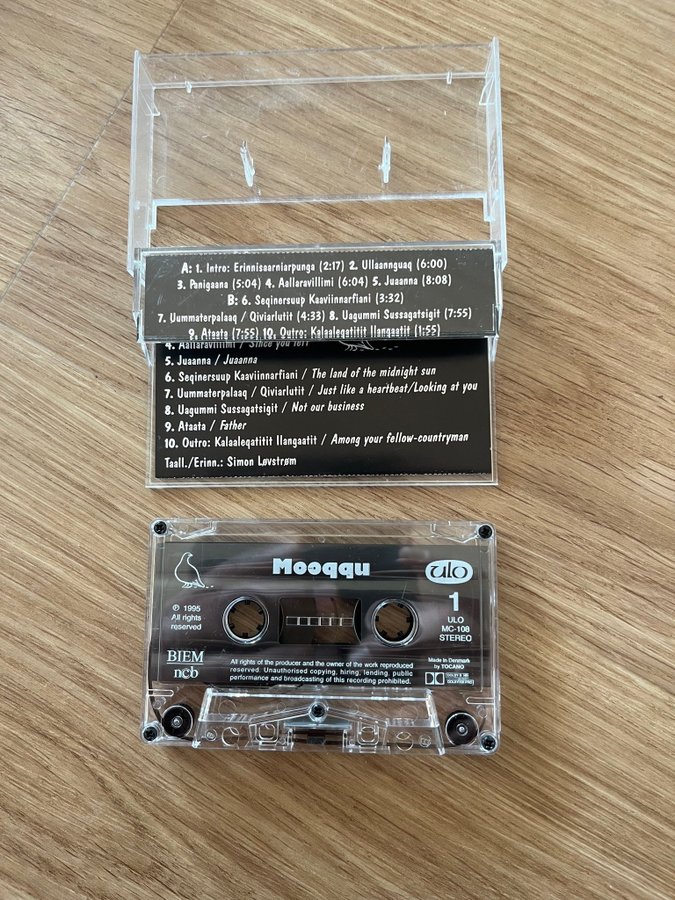 A: 1. Intro: Erinnisaarniarpunga (2:17) 2. Ullaannguaq (6:00)
3. Panigaana (5:04) 4. Aallaravillimi (6:04) 5. Juaanna (8:08)
B: 6. Seqinersuup Kaaviinnarfiani (3:32)
7. Uummaterpalaaq / Qiviarlutit (4:33) 8. Uagummi Sussagatsigit (7:55)
9. Ataata (7:55) 10. Outro: Kalaaleqatitit Ilangaatit (1:55)
4. Aallaravillimi / Since you left
5. Juaanna / Juaanna
6. Seqinersuup Kaaviinnarfiani / The land of the midnight sun
7. Uummaterpalaaq / Qiviarlutit / Just like a heartbeat/Looking at you
8. Uagummi Sussagatsigit / Not our business
9. Ataata / Father
10. Outro: Kalaaleqatitit Ilangaatit / Among your fellow-countryman
Taall./Erinn.: Simon Løvstrøm
Mooqqu
ulo
℗ 1995
All rights
reserved
1
ULO
MC-108
STEREO
BIEM
ncb
All rights of the producer and the owner of the work reproduced
reserved. Unauthorised copying, hiring, lending, public
performance and broadcasting of this recording prohibited.
Made in Denmark
by TOCANO